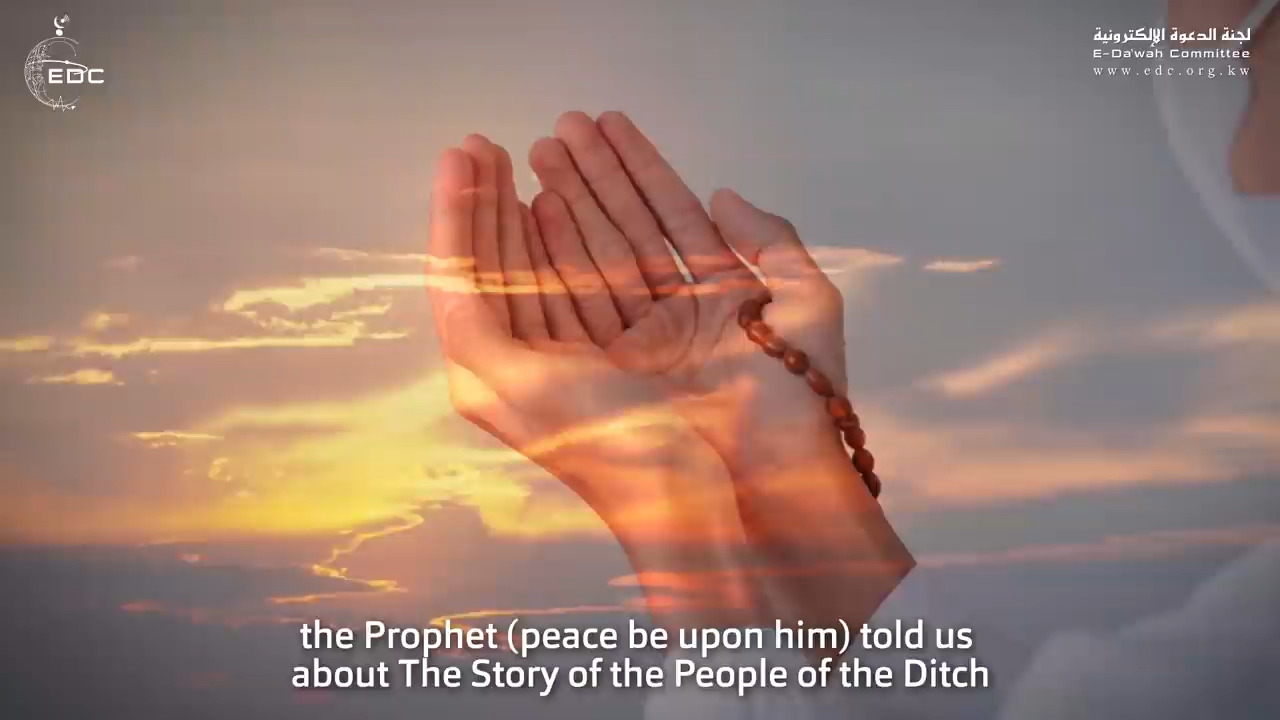 EDC
لجنة الدعوة الإلكترونية
E-Da'wah Committee
www.edc.org.kw
the Prophet (peace be upon him) told us
about The Story of the People of the Ditch